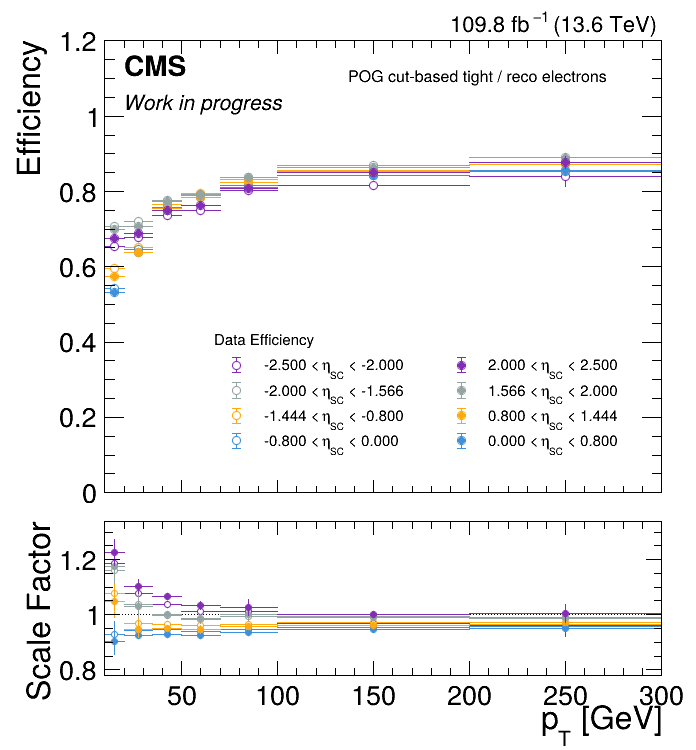 109.8 fb⁻¹ (13.6 TeV)
CMS
Work in progress
POG cut-based tight / reco electrons
Efficiency
1.2
1
0.8
0.6
0.4
0.2
0
Data Efficiency
-2.500 < η_SC < -2.000
2.000 < η_SC < 2.500
-2.000 < η_SC < -1.566
1.566 < η_SC < 2.000
-1.444 < η_SC < -0.800
0.800 < η_SC < 1.444
-0.800 < η_SC < 0.000
0.000 < η_SC < 0.800
Scale Factor
1.2
1
0.8
50 100 150 200 250 300
p_T [GeV]